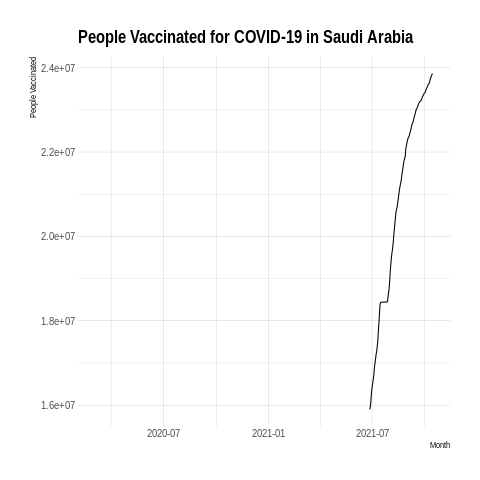 People Vaccinated for COVID-19 in Saudi Arabia
People Vaccinated
2.4e+07
2.2e+07
2.0e+07
1.8e+07
1.6e+07
2020-07
2021-01
2021-07
Month